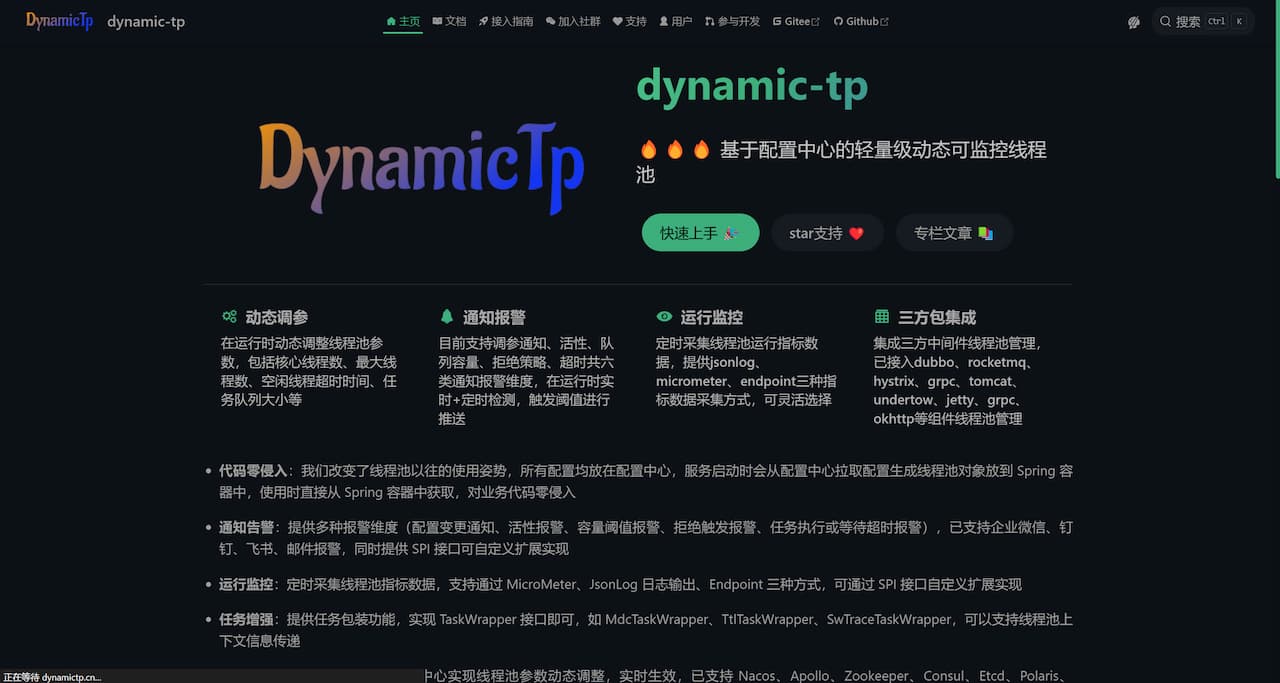 DynamicTp dynamic-tp 主页 文档 接入指南 加入社群 支持 用户 参与开发 Gitee Github 搜索 Ctrl K
DynamicTp
dynamic-tp
🔥 🔥 🔥 基于配置中心的轻量级动态可监控线程
池
快速上手 🎉 star支持 ❤️ 专栏文章 📚
动态调参
在运行时动态调整线程池参
数，包括核心线程数、最大线
程数、空闲线程超时时间、任
务队列大小等
通知报警
目前支持调参通知、活性、队
列容量、拒绝策略、超时共六
类通知报警维度，在运行时实
时+定时检测，触发阈值进行
推送
运行监控
定时采集线程池运行指标数
据，提供jsonlog、
micrometer、endpoint三种指
标数据采集方式，可灵活选择
三方包集成
集成三方中间件线程池管理，
已接入dubbo、rocketmq、
hystrix、grpc、tomcat、
undertow、jetty、grpc、
okhttp等组件线程池管理
• 代码零侵入：我们改变了线程池以往的使用姿势，所有配置均放在配置中心，服务启动时会从配置中心拉取配置生成线程池对象放到 Spring 容
器中，使用时直接从 Spring 容器中获取，对业务代码零侵入
• 通知告警：提供多种报警维度（配置变更通知、活性报警、容量阈值报警、拒绝触发报警、任务执行或等待超时报警），已支持企业微信、钉
钉、飞书、邮件报警，同时提供 SPI 接口可自定义扩展实现
• 运行监控：定时采集线程池指标数据，支持通过 MicroMeter、JsonLog 日志输出、Endpoint 三种方式，可通过 SPI 接口自定义扩展实现
• 任务增强：提供任务包装功能，实现 TaskWrapper 接口即可，如 MdcTaskWrapper、TtlTaskWrapper、SwTraceTaskWrapper，可以支持线程池上
下文信息传递
中心实现线程池参数动态调整，实时生效，已支持 Nacos、Apollo、Zookeeper、Consul、Etcd、Polaris、
正在等待 dynamictp.cn...